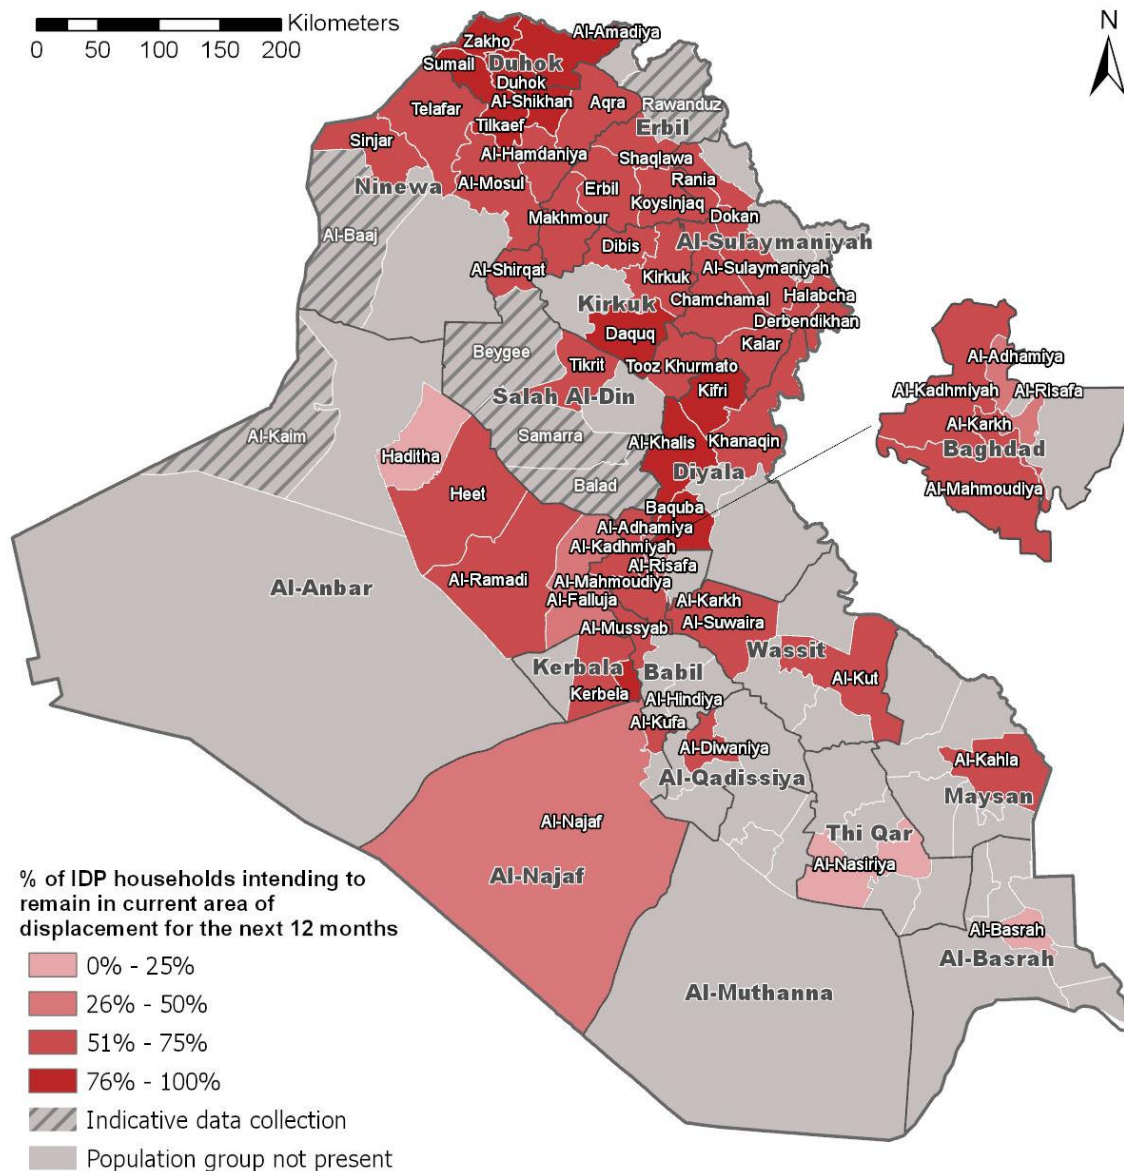 Kilometers
0 50 100 150 200
N
Zakho
Al-Amadiya
Sumail
Duhok
Duhok
Al-Shikhan
Aqra
Rawanduz
Telafar
Tilkaef
Erbil
Sinjar
Al-Hamdaniya
Shaqlawa
Ninewa
Al-Mosul
Erbil
Rania
Koysinjaq
Makhmour
Dokan
Al-Baaj
Dibis
Al-Sulaymaniyah
Al-Shirqat
Kirkuk
Al-Sulaymaniyah
Kirkuk
Chamchamal
Halabcha
Daquq
Derbendikhan
Beygee
Kalar
Tikrit
Tooz Khurmato
Salah Al-Din
Kifri
Al-Kaim
Samarra
Al-Khalis
Khanaqin
Haditha
Diyala
Heet
Balad
Baquba
Al-Adhamiya
Al-Kadhmiyah
Al-Risafa
Al-Ramadi
Al-Mahmoudiya
Al-Anbar
Al-Falluja
Al-Karkh
Al-Suwaira
Al-Mussyab
Wassit
Kerbala
Babil
Al-Kut
Kerbela
Al-Hindiya
Al-Kufa
Al-Diwaniya
Al-Kahla
Al-Qadissiya
Maysan
Al-Najaf
Thi Qar
Al-Nasiriya
Al-Najaf
Al-Basrah
Al-Basrah
Al-Muthanna
Al-Adhamiya
Al-Kadhmiyah
Al-Risafa
Al-Karkh
Baghdad
Al-Mahmoudiya
% of IDP households intending to
remain in current area of
displacement for the next 12 months
0% - 25%
26% - 50%
51% - 75%
76% - 100%
Indicative data collection
Population group not present